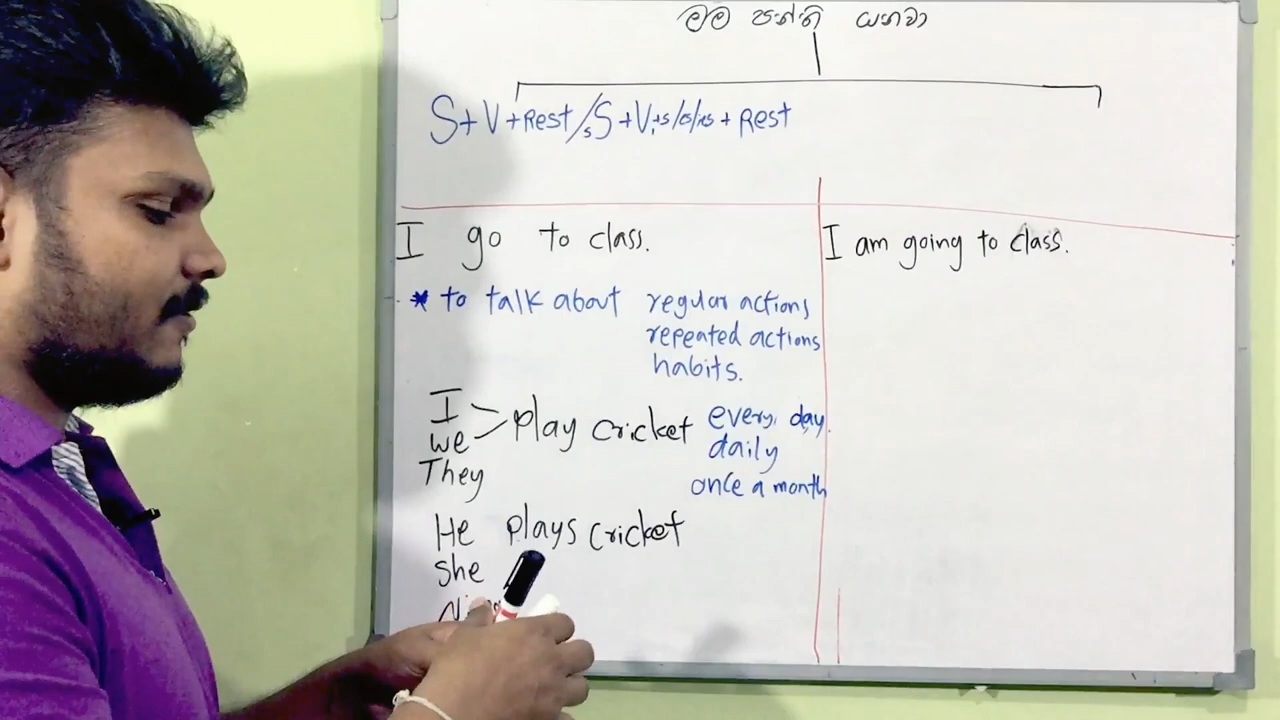 මම පන්ති යනවා
S+V+Rest/sS+V+s/es/ies + Rest
I go to class.
* to talk about regular actions
repeated actions
habits.
I
we
They
play cricket
every day.
daily
once a month
He plays cricket
She
I am going to class.